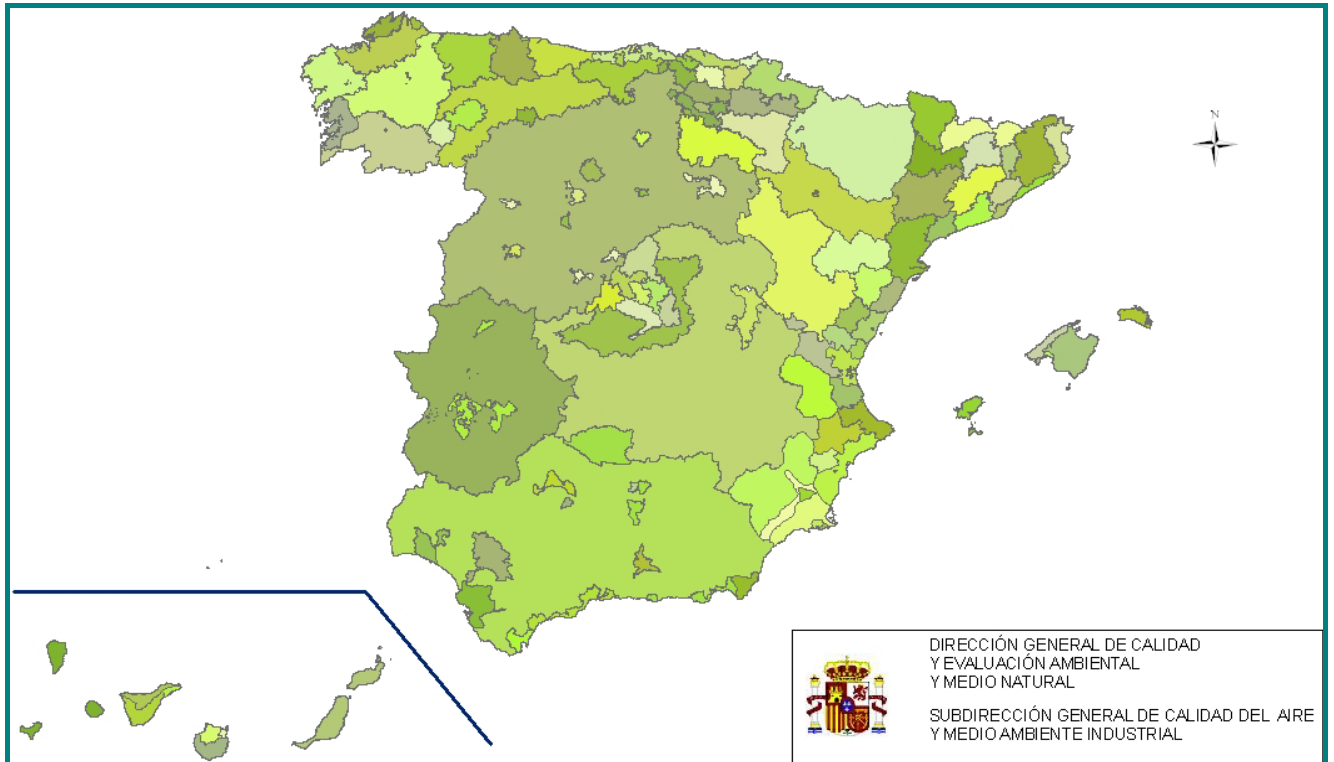 N
DIRECCIÓN GENERAL DE CALIDAD
Y EVALUACIÓN AMBIENTAL
Y MEDIO NATURAL
SUBDIRECCIÓN GENERAL DE CALIDAD DEL AIRE
Y MEDIO AMBIENTE INDUSTRIAL